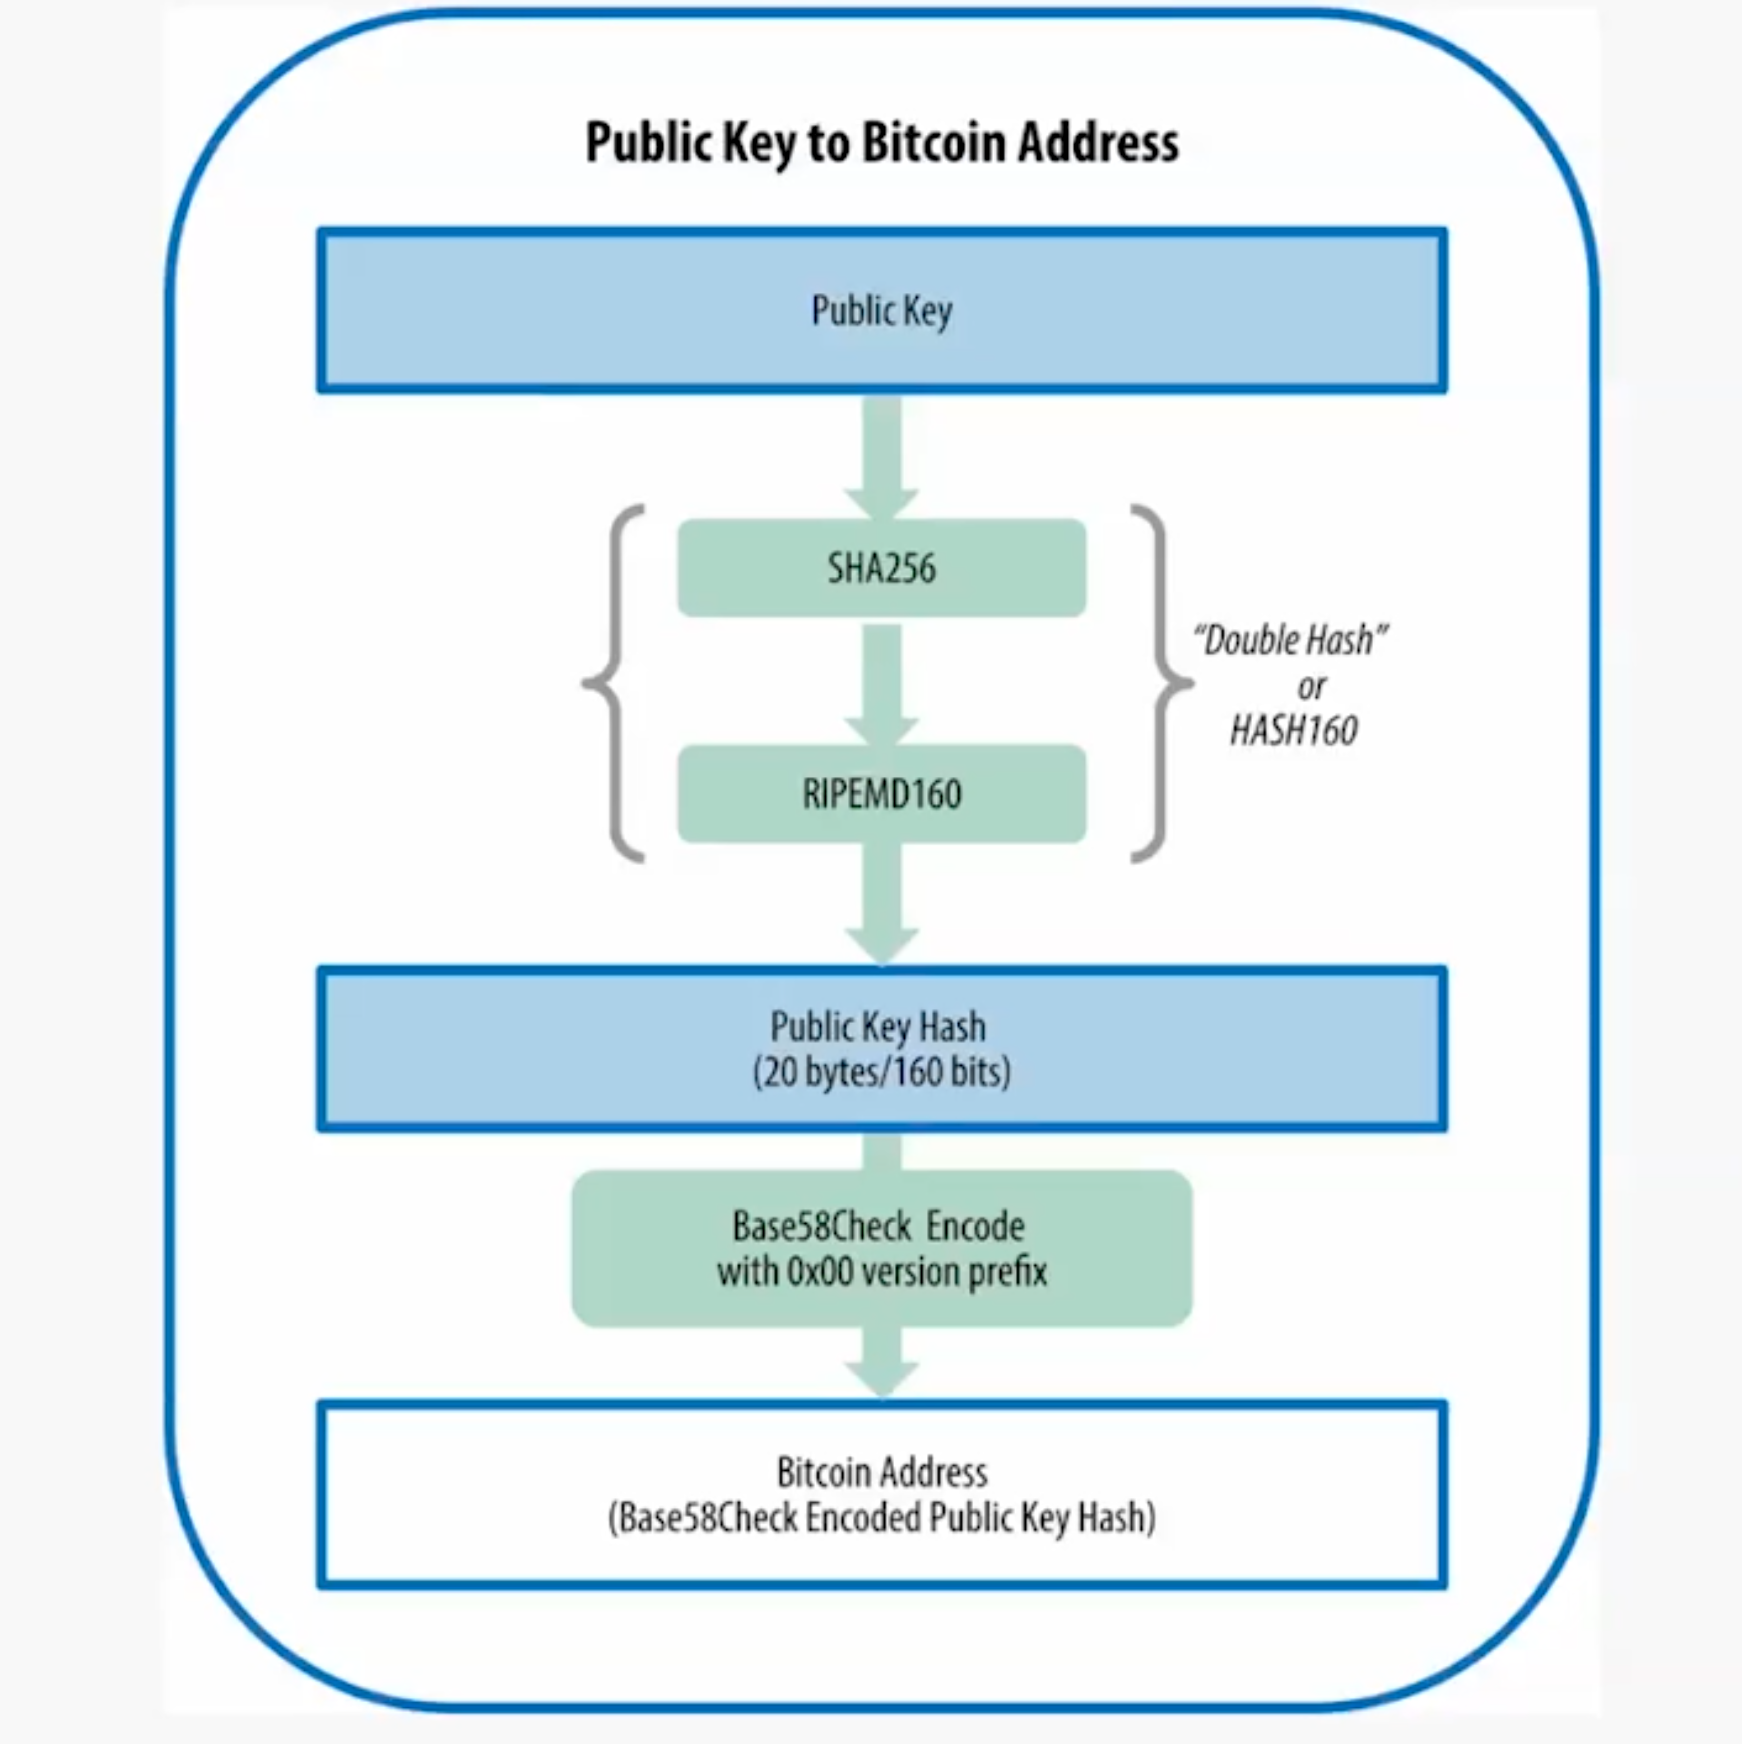 Public Key to Bitcoin Address
Public Key
SHA256
“Double Hash”
or
HASH160
RIPEMD160
Public Key Hash
(20 bytes/160 bits)
Base58Check Encode
with 0x00 version prefix
Bitcoin Address
(Base58Check Encoded Public Key Hash)